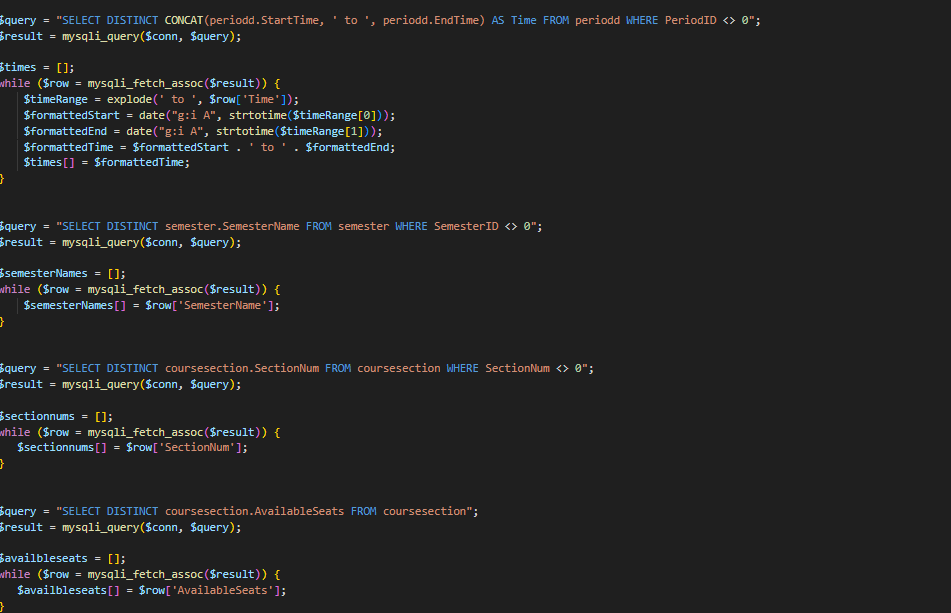 $query = "SELECT DISTINCT CONCAT(periodd.StartTime, ' to ', periodd.EndTime) AS Time FROM periodd WHERE PeriodID <> 0";
$result = mysqli_query($conn, $query);
$times = [];
while ($row = mysqli_fetch_assoc($result)) {
$timeRange = explode(' to ', $row['Time']);
$formattedStart = date("g:i A", strtotime($timeRange[0]));
$formattedEnd = date("g:i A", strtotime($timeRange[1]));
$formattedTime = $formattedStart . ' to ' . $formattedEnd;
$times[] = $formattedTime;
}
$query = "SELECT DISTINCT semester.SemesterName FROM semester WHERE SemesterID <> 0";
$result = mysqli_query($conn, $query);
$semesterNames = [];
while ($row = mysqli_fetch_assoc($result)) {
$semesterNames[] = $row['SemesterName'];
}
$query = "SELECT DISTINCT coursesection.SectionNum FROM coursesection WHERE SectionNum <> 0";
$result = mysqli_query($conn, $query);
$sectionnums = [];
while ($row = mysqli_fetch_assoc($result)) {
$sectionnums[] = $row['SectionNum'];
}
$query = "SELECT DISTINCT coursesection.AvailableSeats FROM coursesection";
$result = mysqli_query($conn, $query);
$availbleseats = [];
while ($row = mysqli_fetch_assoc($result)) {
$availbleseats[] = $row['AvailableSeats'];
}